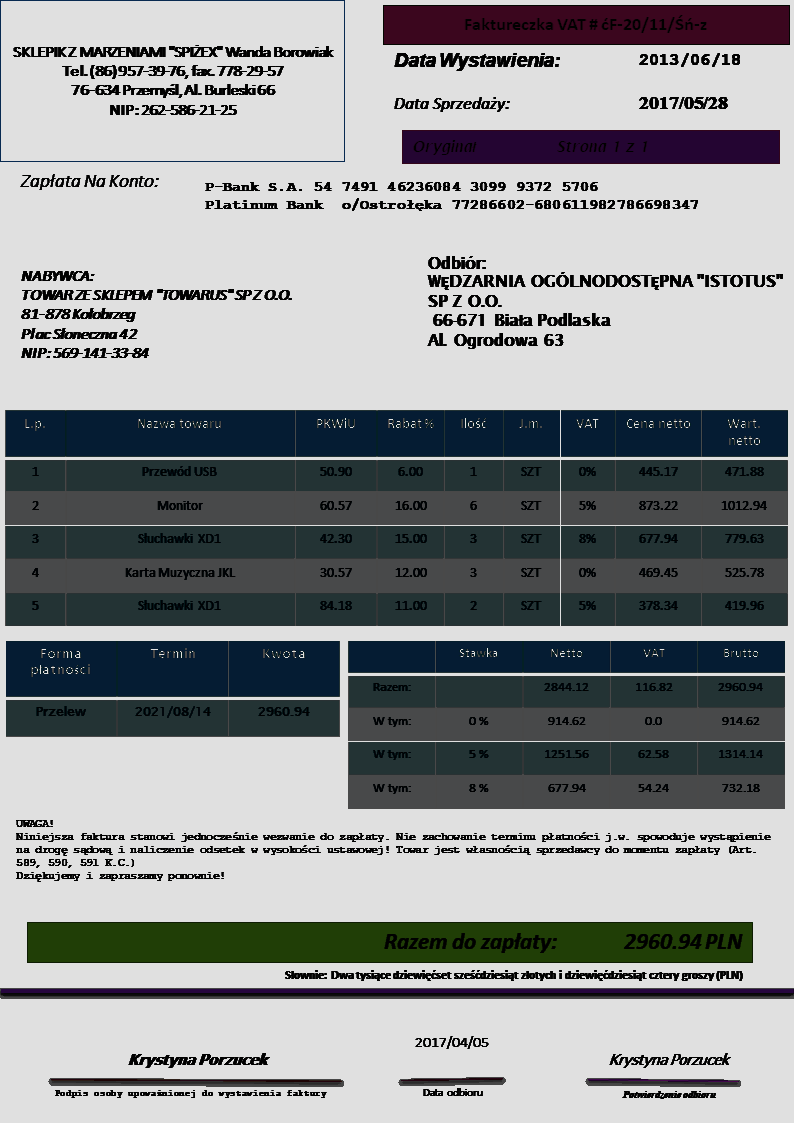 SKLEPIK Z MARZENIAMI "SPIŻEX" Wanda Borowiak
Tel. (86) 957-39-76, fax. 778-29-57
76-634 Przemyśl, Al. Burleski 66
NIP: 262-586-21-25
Faktureczka VAT # ćF-20/11/Śń-z
Data Wystawienia: 2013/06/18
Data Sprzedaży: 2017/05/28
Oryginał Strona 1 z 1
Zapłata Na Konto:
P-Bank S.A. 54 7491 46236084 3099 9372 5706
Platinum Bank o/Ostrołęka 77286602-680611982786698347
NABYWCA:
TOWARZE SKLEPEM "TOWARUS" SP Z O.O.
81-878 Kołobrzeg
Plac Słoneczna 42
NIP: 569-141-33-84
Odbiór:
WęDZARNIA OGÓLNODOSTęPNA "ISTOTUS"
SP Z O.O.
66-671 Biała Podlaska
Al. Ogrodowa 63
L.p. Nazwa towaru PKWiU Rabat % Ilość J.m. VAT Cena netto Wart. netto
1 Przewód USB 50.90 6.00 1 SZT 0% 445.17 471.88
2 Monitor 60.57 16.00 6 SZT 5% 873.22 1012.94
3 Słuchawki XD1 42.30 15.00 3 SZT 8% 677.94 779.63
4 Karta Muzyczna JKL 30.57 12.00 3 SZT 0% 469.45 525.78
5 Słuchawki XD1 84.18 11.00 2 SZT 5% 378.34 419.96
Forma płatności Termin Kwota
Przelew 2021/08/14 2960.94
Stawka Netto VAT Brutto
Razem: 2844.12 116.82 2960.94
W tym: 0 % 914.62 0.0 914.62
W tym: 5 % 1251.56 62.58 1314.14
W tym: 8 % 677.94 54.24 732.18
UWAGA!
Niniejsza faktura stanowi jednocześnie wezwanie do zapłaty. Nie zachowanie terminu płatności j.w. spowoduje wystąpienie
na drogę sądową i naliczenie odsetek w wysokości ustawowej! Towar jest własnością sprzedawcy do momentu zapłaty (Art.
589, 590, 591 K.C.)
Dziękujemy i zapraszamy ponownie!
Razem do zapłaty: 2960.94 PLN
Słownie: Dwa tysiące dziewięćset sześćdziesiąt złotych i dziewięćdziesiąt cztery groszy (PLN)
2017/04/05
Krystyna Porzucek Krystyna Porzucek
Podpis osoby upoważnionej do wystawienia faktury Data odbioru Potwierdzenie odbioru